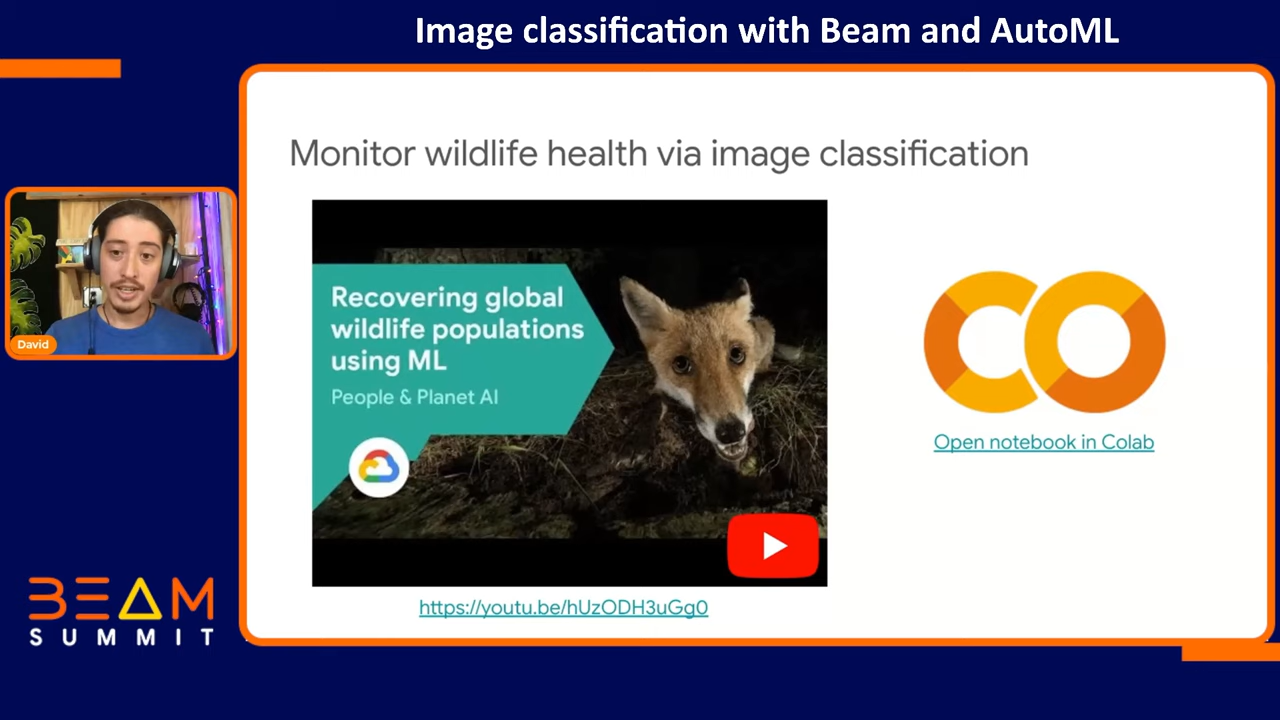 Image classification with Beam and AutoML
Monitor wildlife health via image classification
Recovering global
wildlife populations
using ML
People & Planet AI
David
Open notebook in Colab
https://youtu.be/hUzODH3uGg0
BEAM
SUMMIT